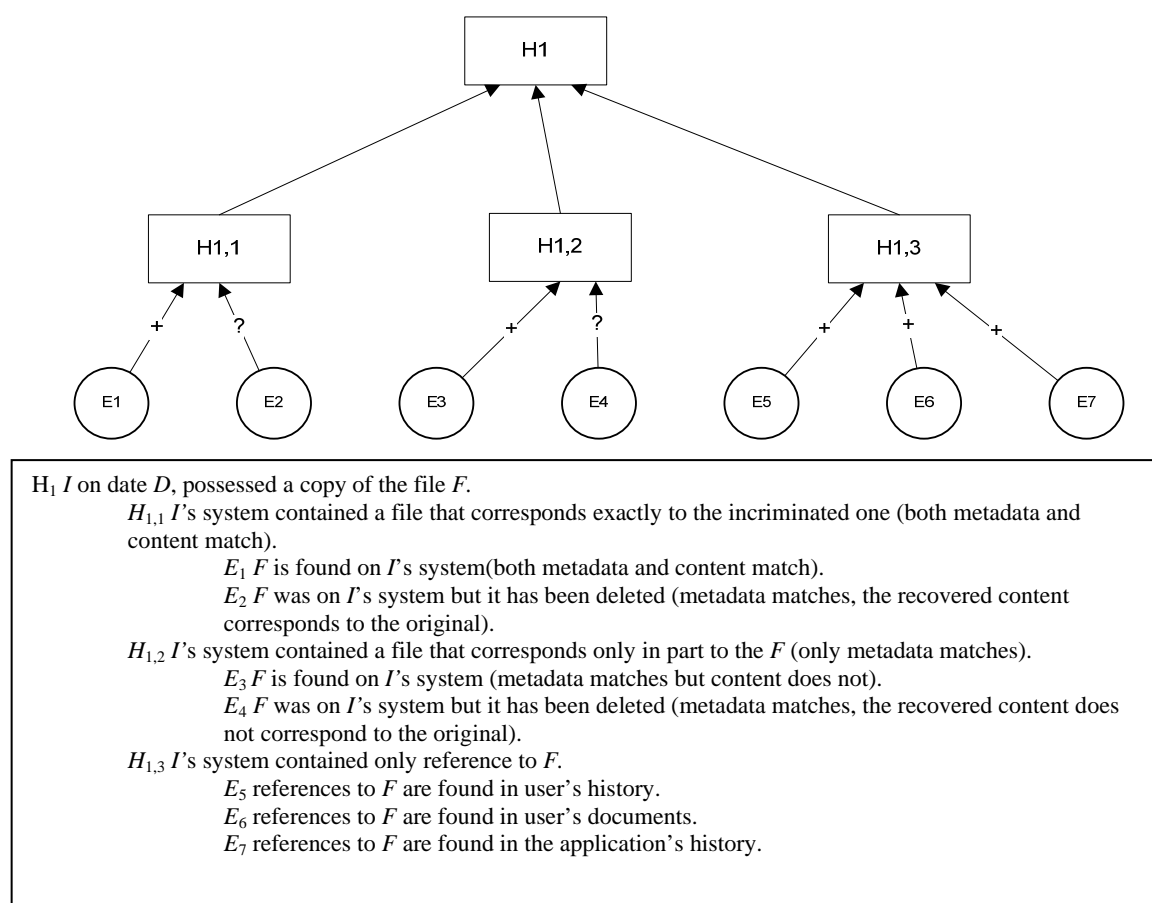 H1
H1,1
H1,2
H1,3
+
?
+
?
+
+
+
E1
E2
E3
E4
E5
E6
E7
H1 I on date D, possessed a copy of the file F.
H1,1 I's system contained a file that corresponds exactly to the incriminated one (both metadata and
content match).
E1 F is found on I's system(both metadata and content match).
E2 F was on I's system but it has been deleted (metadata matches, the recovered content
corresponds to the original).
H1,2 I's system contained a file that corresponds only in part to the F (only metadata matches).
E3 F is found on I's system (metadata matches but content does not).
E4 F was on I's system but it has been deleted (metadata matches, the recovered content does
not correspond to the original).
H1,3 I's system contained only reference to F.
E5 references to F are found in user's history.
E6 references to F are found in user's documents.
E7 references to F are found in the application's history.